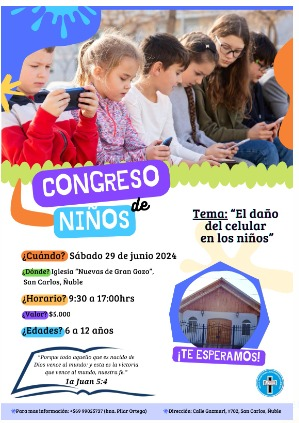 CONGRESO
de
NIÑOS
Tema: “El daño
del celular
en los niños”
¿Cuándo? Sábado 29 de junio 2024
¿Dónde? Iglesia “Nuevas de Gran Gozo”,
San Carlos, Ñuble
¿Horario? 9:30 a 17:00hrs
¿Valor? $5.000
¿Edades? 6 a 12 años
“Porque todo aquello que es nacido de
Dios vence al mundo; y esta es la victoria
que vence al mundo, nuestra fe”
1a Juan 5:4
¡TE ESPERAMOS!
Para mas información: +569 99025727 (hna. Pilar Ortega)
Dirección: Calle Gazmuri, #702, San Carlos, Ñuble